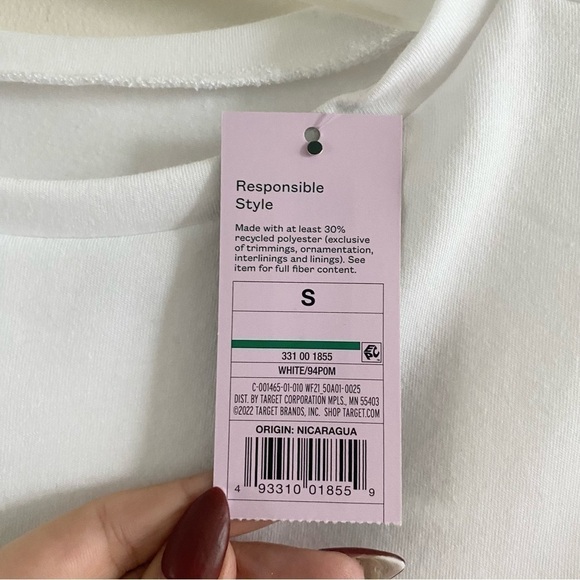 Responsible
Style
Made with at least 30%
recycled polyester (exclusive
of trimmings, ornamentation,
interlinings and linings). See
item for full fiber content.
S
331 00 1855
WHITE/94P0M
C-001465-01-010 WF21_50A01-0025
DIST. BY TARGET CORPORATION MPLS., MN 55403
©2022 TARGET BRANDS, INC. SHOP TARGET.COM
ORIGIN: NICARAGUA
4 93310 01855 9